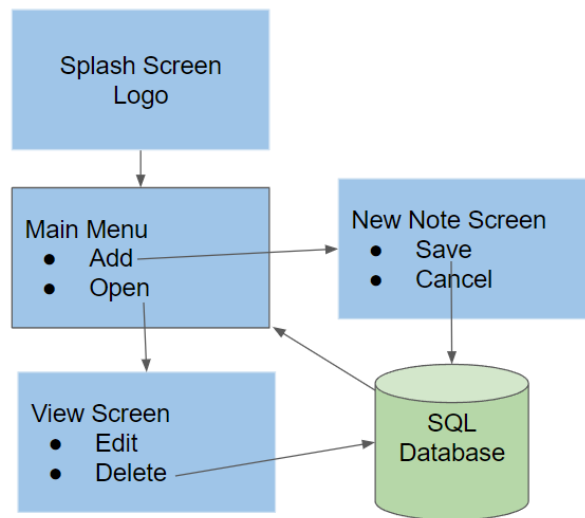 Splash Screen
Logo
Main Menu
● Add
● Open
New Note Screen
● Save
● Cancel
View Screen
● Edit
● Delete
SQL
Database